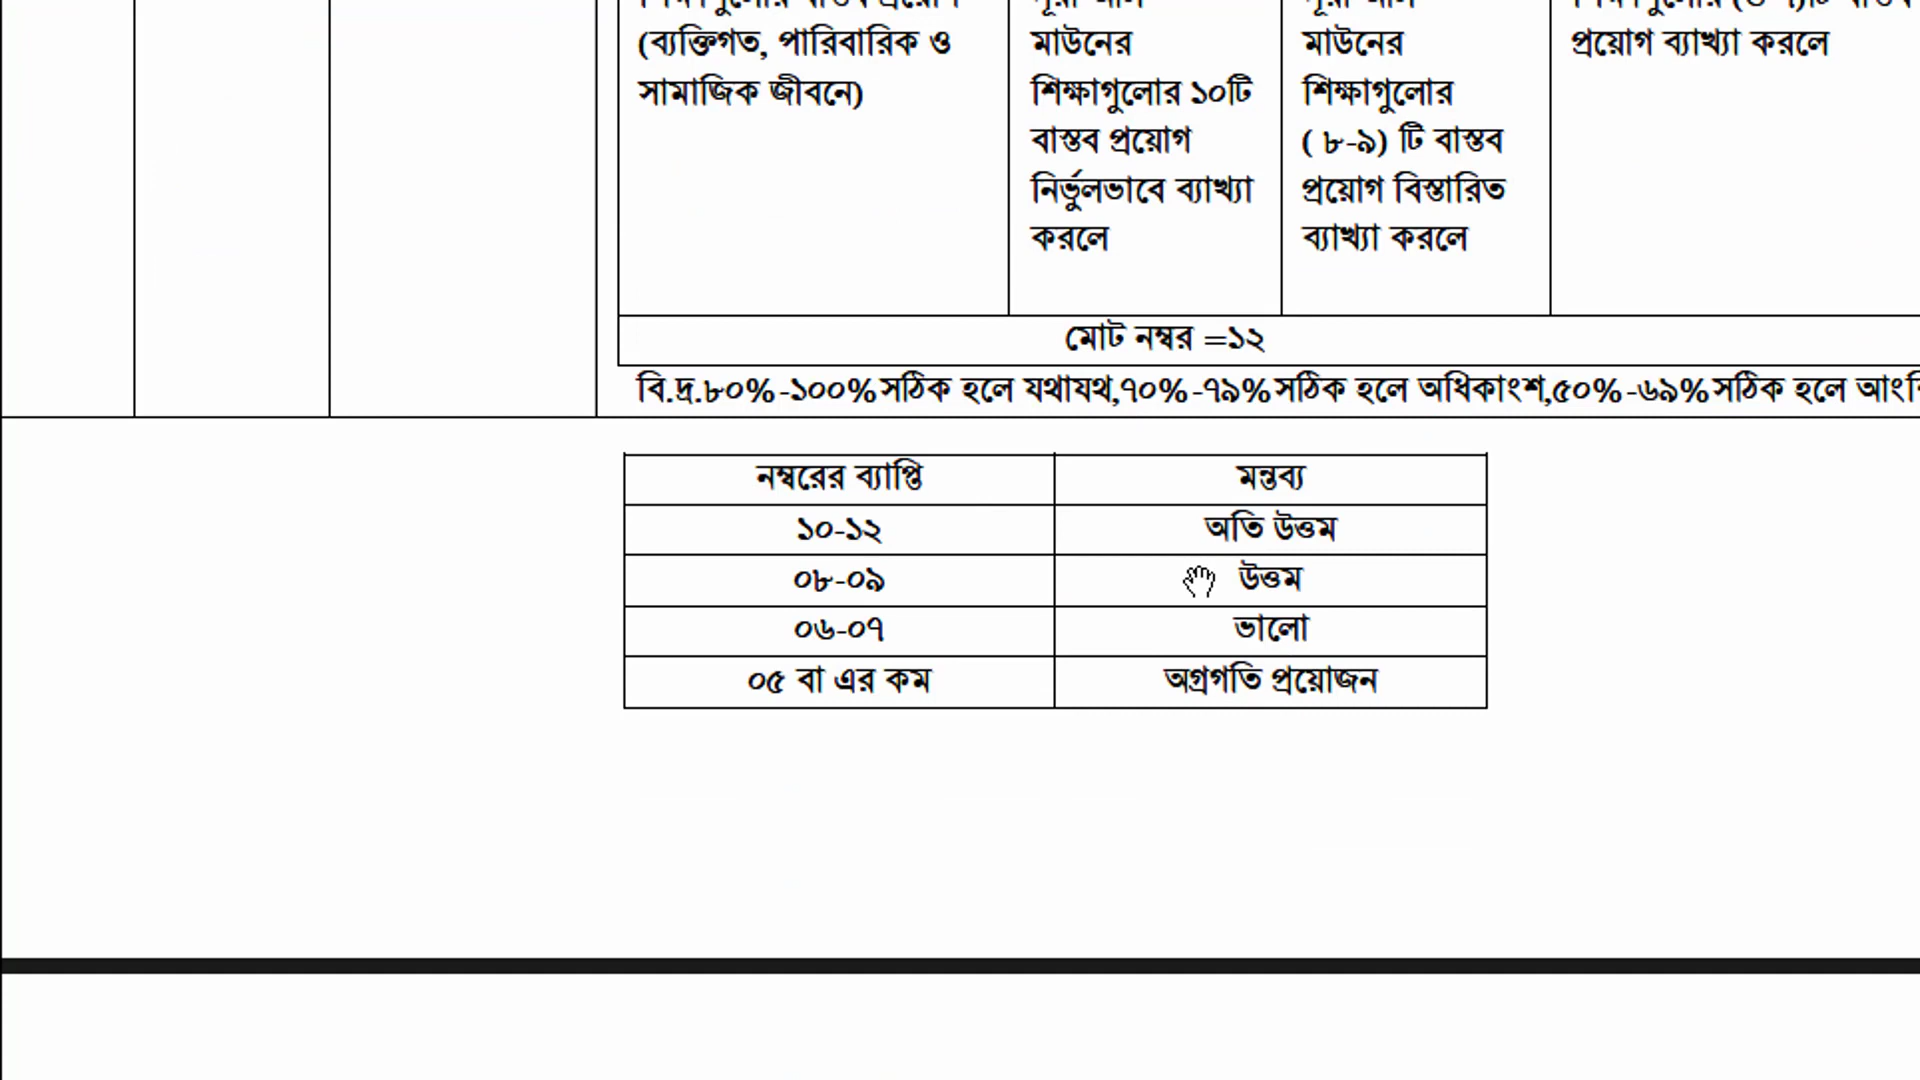 (ব্যক্তিগত, পারিবারিক ও
সামাজিক জীবনে)
মাউনের
শিক্ষাগুলোর ১০টি
বাস্তব প্রয়োগ
নির্ভুলভাবে ব্যাখ্যা
করলে
মাউনের
শিক্ষাগুলোর
( ৮-৯) টি বাস্তব
প্রয়োগ বিস্তারিত
ব্যাখ্যা করলে
প্রয়োগ ব্যাখ্যা করলে
মোট নম্বর =১২
বি.দ্র.৮০%-১০০%সঠিক হলে যথাযথ,৭০%-৭৯%সঠিক হলে অধিকাংশ,৫০%-৬৯%সঠিক হলে
নম্বরের ব্যাপ্তি মন্তব্য
১০-১২ অতি উত্তম
০৮-০৯ উত্তম
০৬-০৭ ভালো
০৫ বা এর কম অগ্রগতি প্রয়োজন